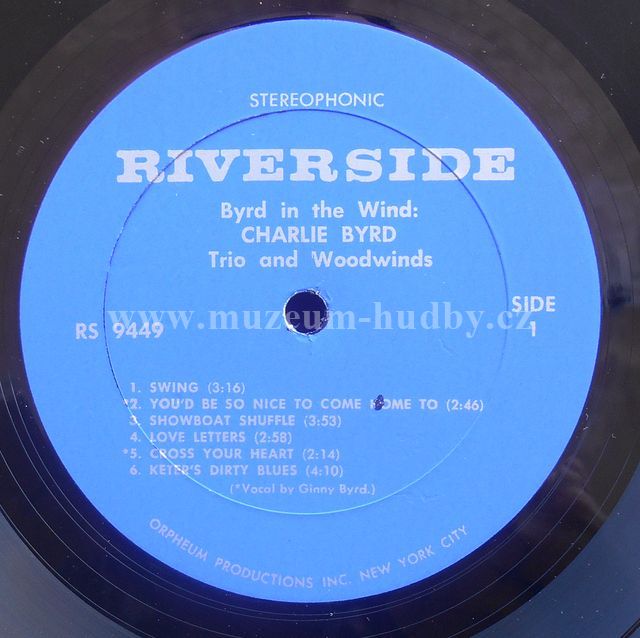 STEREOPHONIC
RIVERSIDE
Byrd in the Wind:
CHARLIE BYRD
Trio and Woodwinds
www.muzeum-hudby.cz
RS 9449
SIDE
1
1. SWING (3:16)
*2. YOU'D BE SO NICE TO COME HOME TO (2:46)
3. SHOWBOAT SHUFFLE (3:53)
4. LOVE LETTERS (2:58)
*5. CROSS YOUR HEART (2:14)
6. KETER'S DIRTY BLUES (4:10)
(*Vocal by Ginny Byrd.)
ORPHEUM PRODUCTIONS INC. NEW YORK CITY